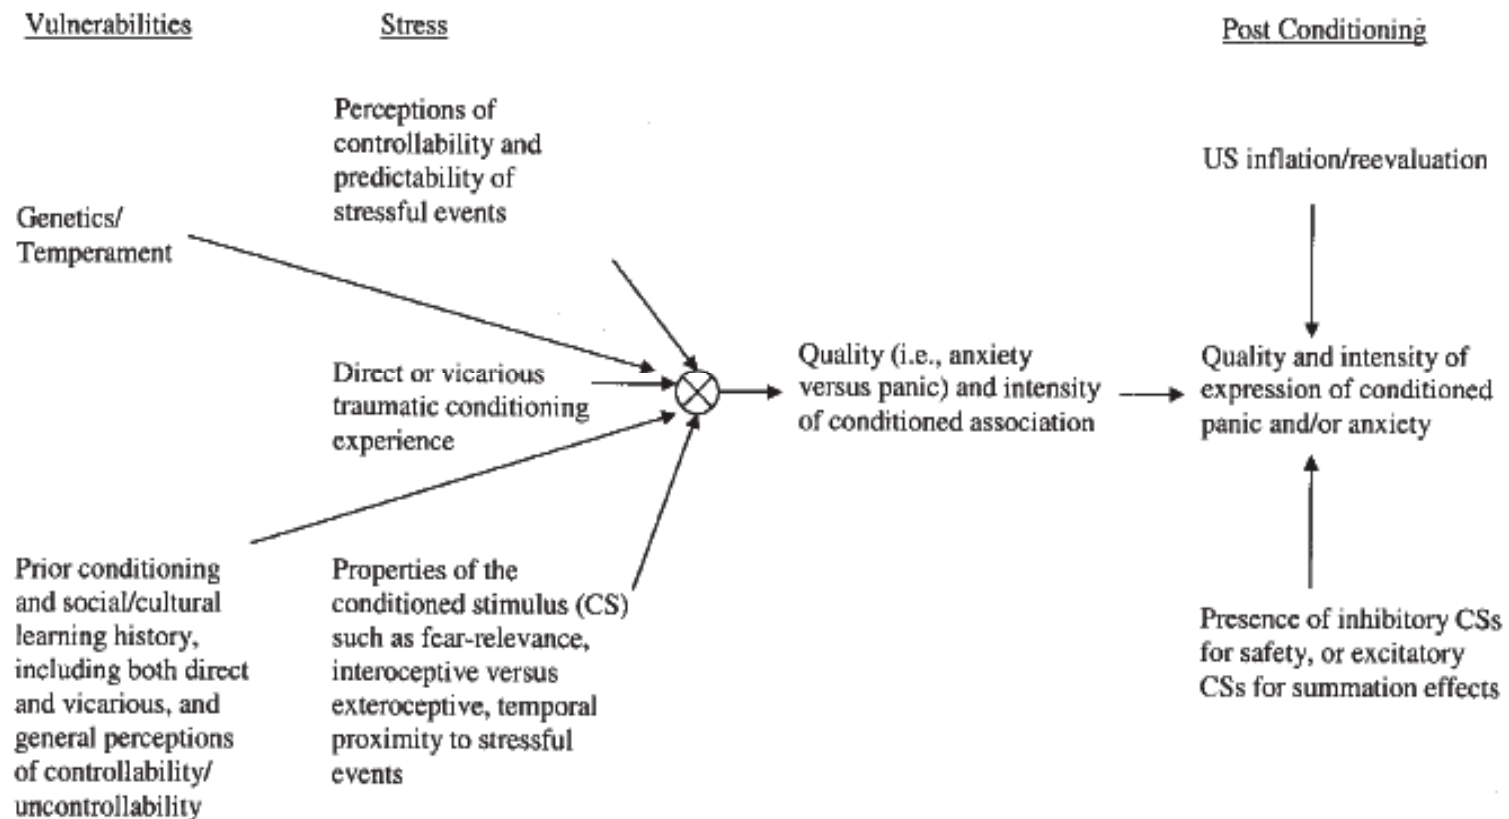 Vulnerabilities
Stress
Post Conditioning
Perceptions of
controllability and
predictability of
stressful events
US inflation/reevaluation
Genetics/
Temperament
Direct or vicarious
traumatic conditioning
experience
Quality (i.e., anxiety
versus panic) and intensity
of conditioned association
Quality and intensity of
expression of conditioned
panic and/or anxiety
Prior conditioning
and social/cultural
learning history,
including both direct
and vicarious, and
general perceptions
of controllability/
uncontrollability
Properties of the
conditioned stimulus (CS)
such as fear-relevance,
interoceptive versus
exteroceptive, temporal
proximity to stressful
events
Presence of inhibitory CSs
for safety, or excitatory
CSs for summation effects